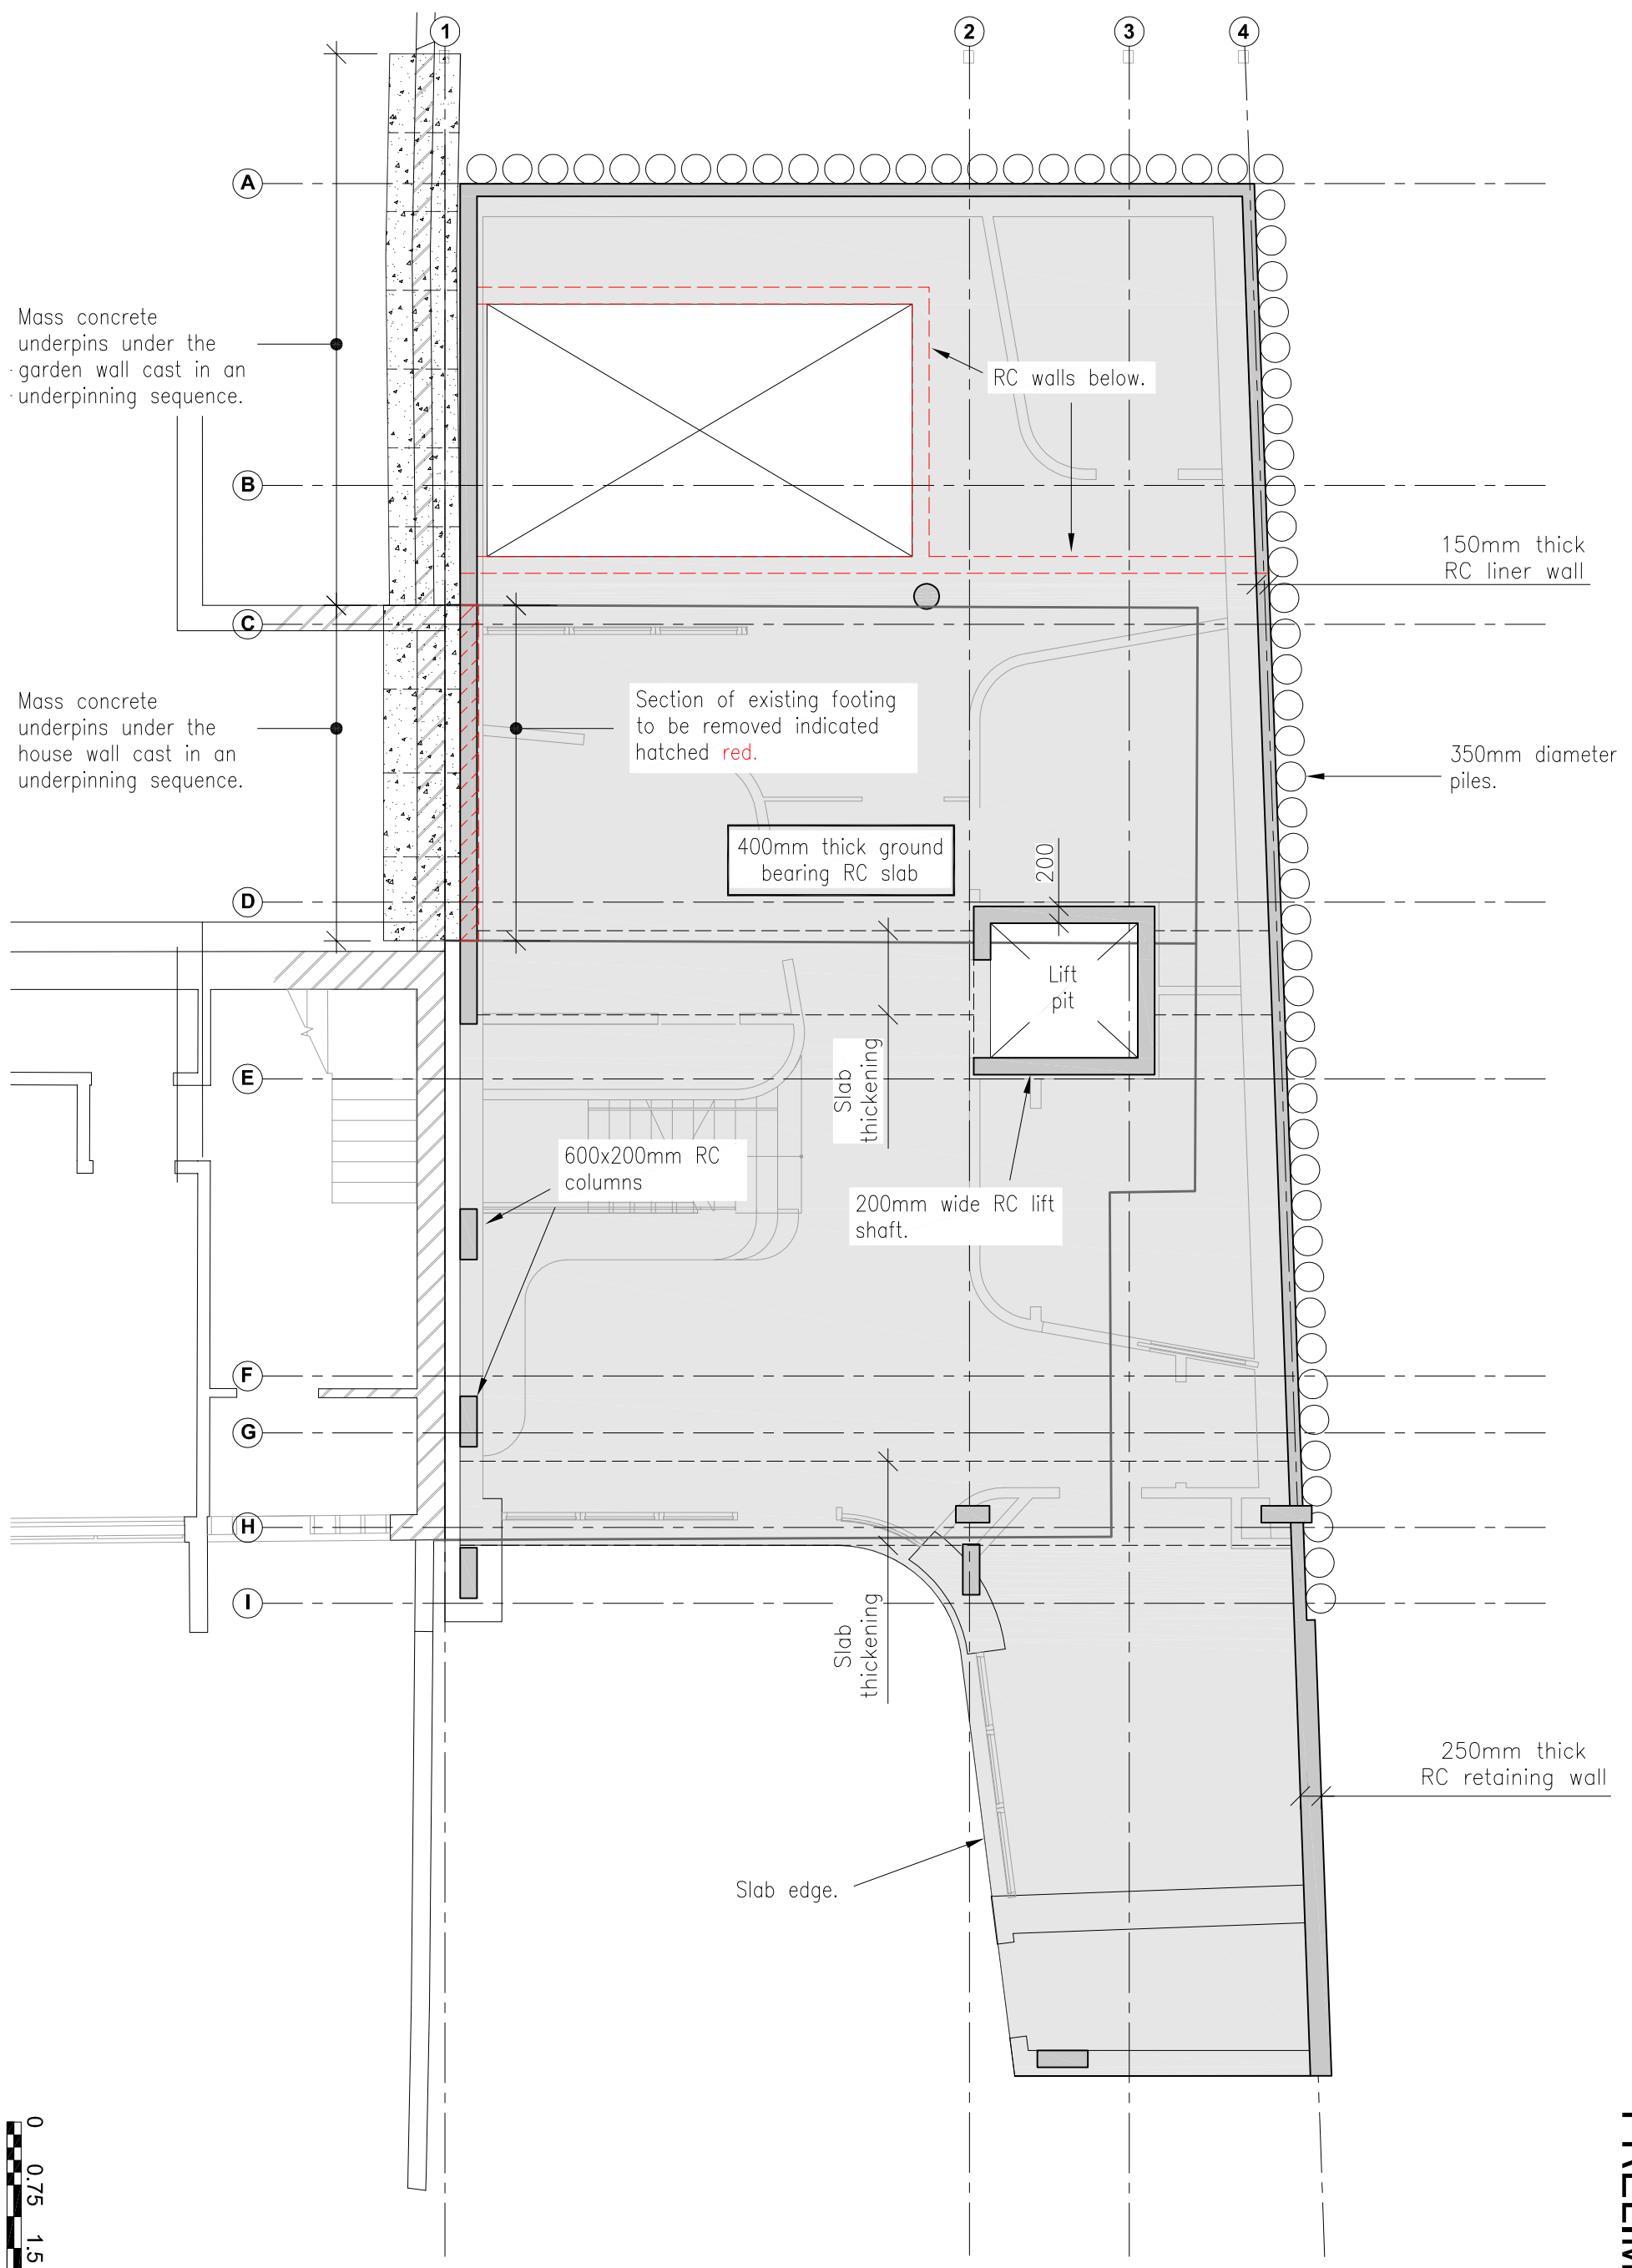 1
2
3
4
A
Mass concrete
underpins under the
garden wall cast in an
underpinning sequence.
RC walls below.
B
150mm thick
RC liner wall
C
Mass concrete
underpins under the
house wall cast in an
underpinning sequence.
Section of existing footing
to be removed indicated
hatched red.
350mm diameter
piles.
400mm thick ground
bearing RC slab
200
D
Lift
pit
Slab
thickening
E
600x200mm RC
columns
200mm wide RC lift
shaft.
F
G
H
I
Slab
thickening
250mm thick
RC retaining wall
Slab edge.
0 0.75 1.5